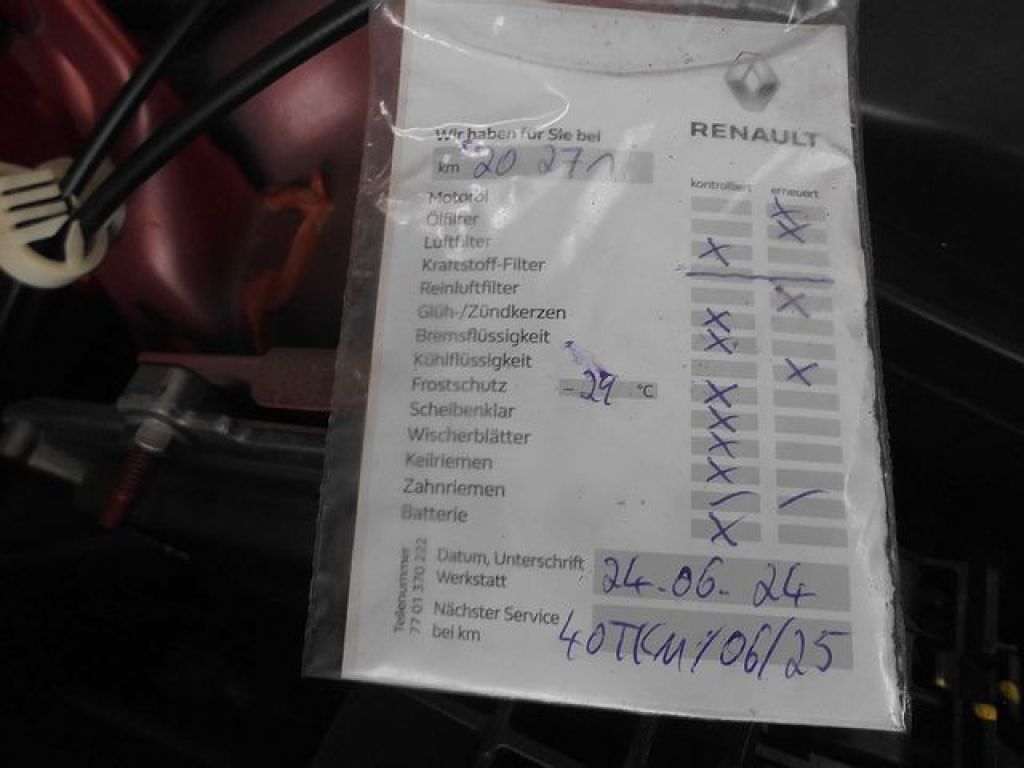 RENAULT
Wir haben für Sie bei
km 20 271
kontrolliert erneuert
Motoröl X
Ölfilter X
Luftfilter X
Kraftstoff-Filter
Reinluftfilter X
Glüh-/Zündkerzen X
Bremsflüssigkeit X
Kühlflüssigkeit X
Frostschutz -29 °C X
Scheibenklar X
Wischerblätter X
Keilriemen X
Zahnriemen / /
Batterie X
Datum, Unterschrift
Werkstatt 24.06.24
Nächster Service
bei km 40TKM/06/25
Teilenummer
77 01 370 222